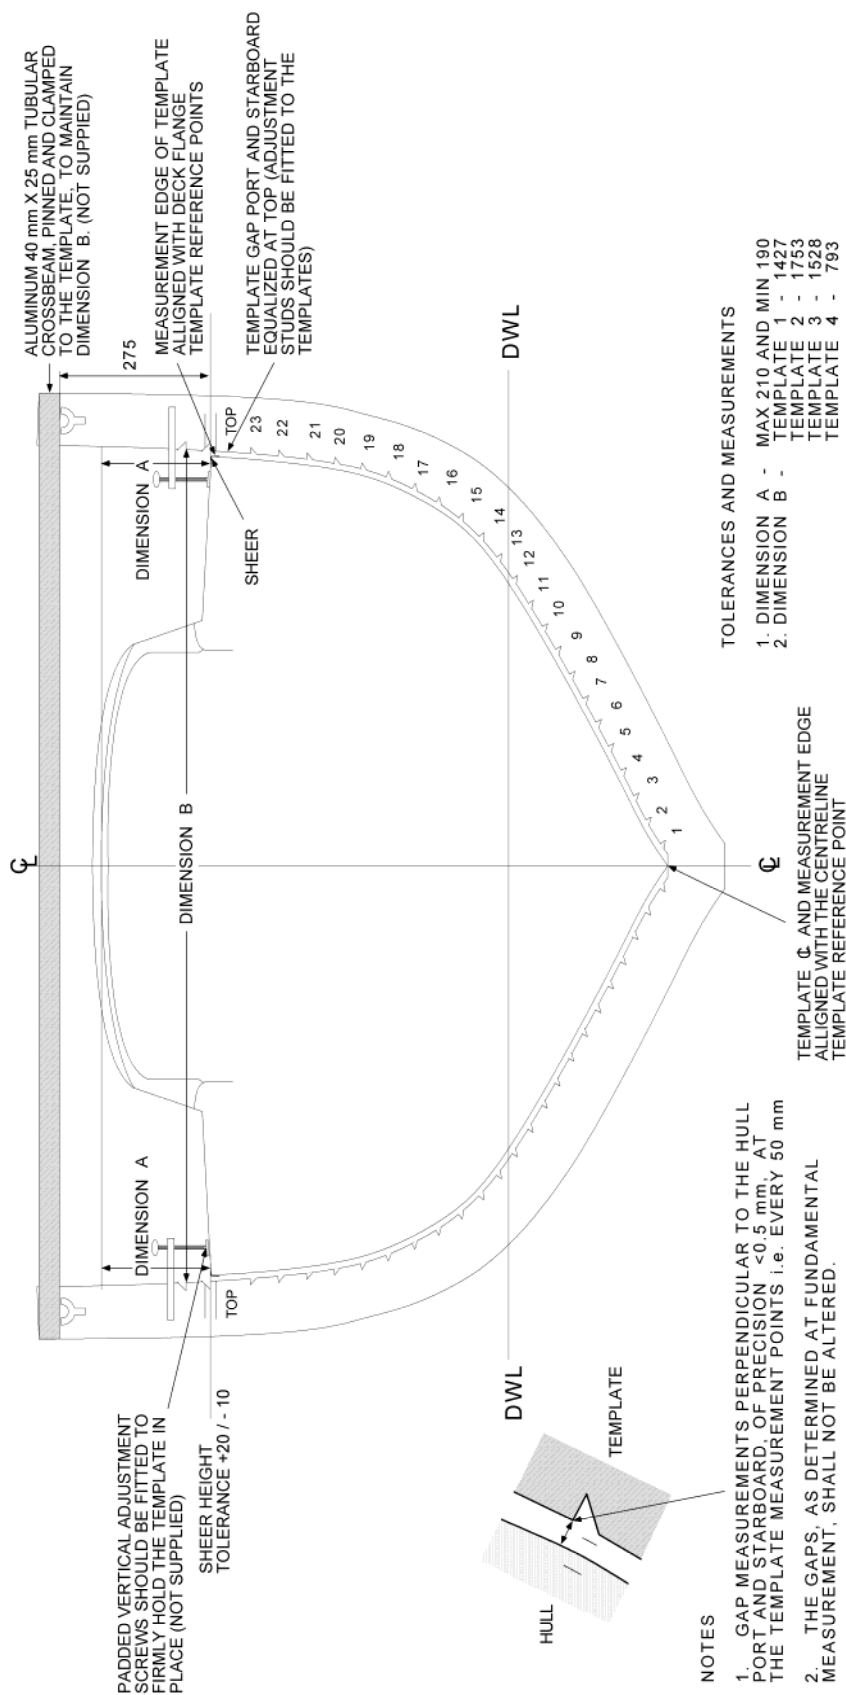 ALUMINUM 40 mm X 25 mm TUBULAR
CROSSBEAM, PINNED AND CLAMPED
TO THE TEMPLATE, TO MAINTAIN
DIMENSION B. (NOT SUPPIED)
MEASUREMENT EDGE OF TEMPLATE
ALLIGNED WITH DECK FLANGE
TEMPLATE REFERENCE POINTS
TEMPLATE GAP PORT AND STARBOARD
EQUALIZED AT TOP (ADJUSTMENT
STUDS SHOULD BE FITTED TO THE
TEMPLATES)
275
PADDED VERTICAL ADJUSTMENT
SCREWS SHOULD BE FITTED TO
FIRMLY HOLD THE TEMPLATE IN
PLACE (NOT SUPPLIED)
SHEER HEIGHT
TOLERANCE +20 / - 10
CL
DIMENSION A
DIMENSION B
DIMENSION A
SHEER
TOP
TOP
23
22
21
20
19
18
17
16
15
14
13
12
11
10
9
8
7
6
5
4
3
2
1
DWL
DWL
CL
HULL
TEMPLATE
TEMPLATE CL AND MEASUREMENT EDGE
ALLIGNED WITH THE CENTRELINE
TEMPLATE REFERENCE POINT
NOTES
1. GAP MEASUREMENTS PERPENDICULAR TO THE HULL
PORT AND STARBOARD, OF PRECISION <0.5 mm, AT
THE TEMPLATE MEASUREMENT POINTS i.e. EVERY 50 mm
2. THE GAPS, AS DETERMINED AT FUNDAMENTAL
MEASUREMENT, SHALL NOT BE ALTERED.
TOLERANCES AND MEASUREMENTS
1. DIMENSION A - MAX 210 AND MIN 190
2. DIMENSION B - TEMPLATE 1 - 1427
TEMPLATE 2 - 1753
TEMPLATE 3 - 1528
TEMPLATE 4 - 793